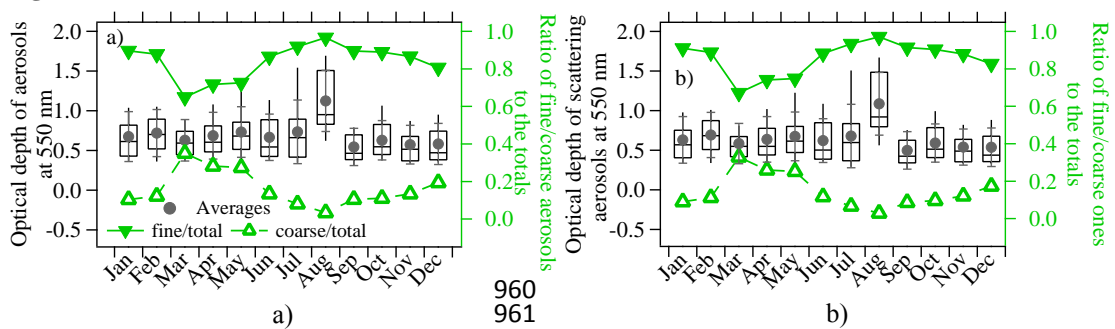 a)
2.0
1.5
1.0
0.5
0.0
-0.5
Optical depth of aerosols
at 550 nm
1.0
0.8
0.6
0.4
0.2
0.0
Ratio of fine/coarse aerosols
to the totals
Averages
fine/total
coarse/total
Jan
Feb
Mar
Apr
May
Jun
Jul
Aug
Sep
Oct
Nov
Dec
a)
960
961
b)
2.0
1.5
1.0
0.5
0.0
-0.5
Optical depth of scattering
aerosols at 550 nm
1.0
0.8
0.6
0.4
0.2
0.0
Ratio of fine/coarse ones
to the totals
Jan
Feb
Mar
Apr
May
Jun
Jul
Aug
Sep
Oct
Nov
Dec
b)